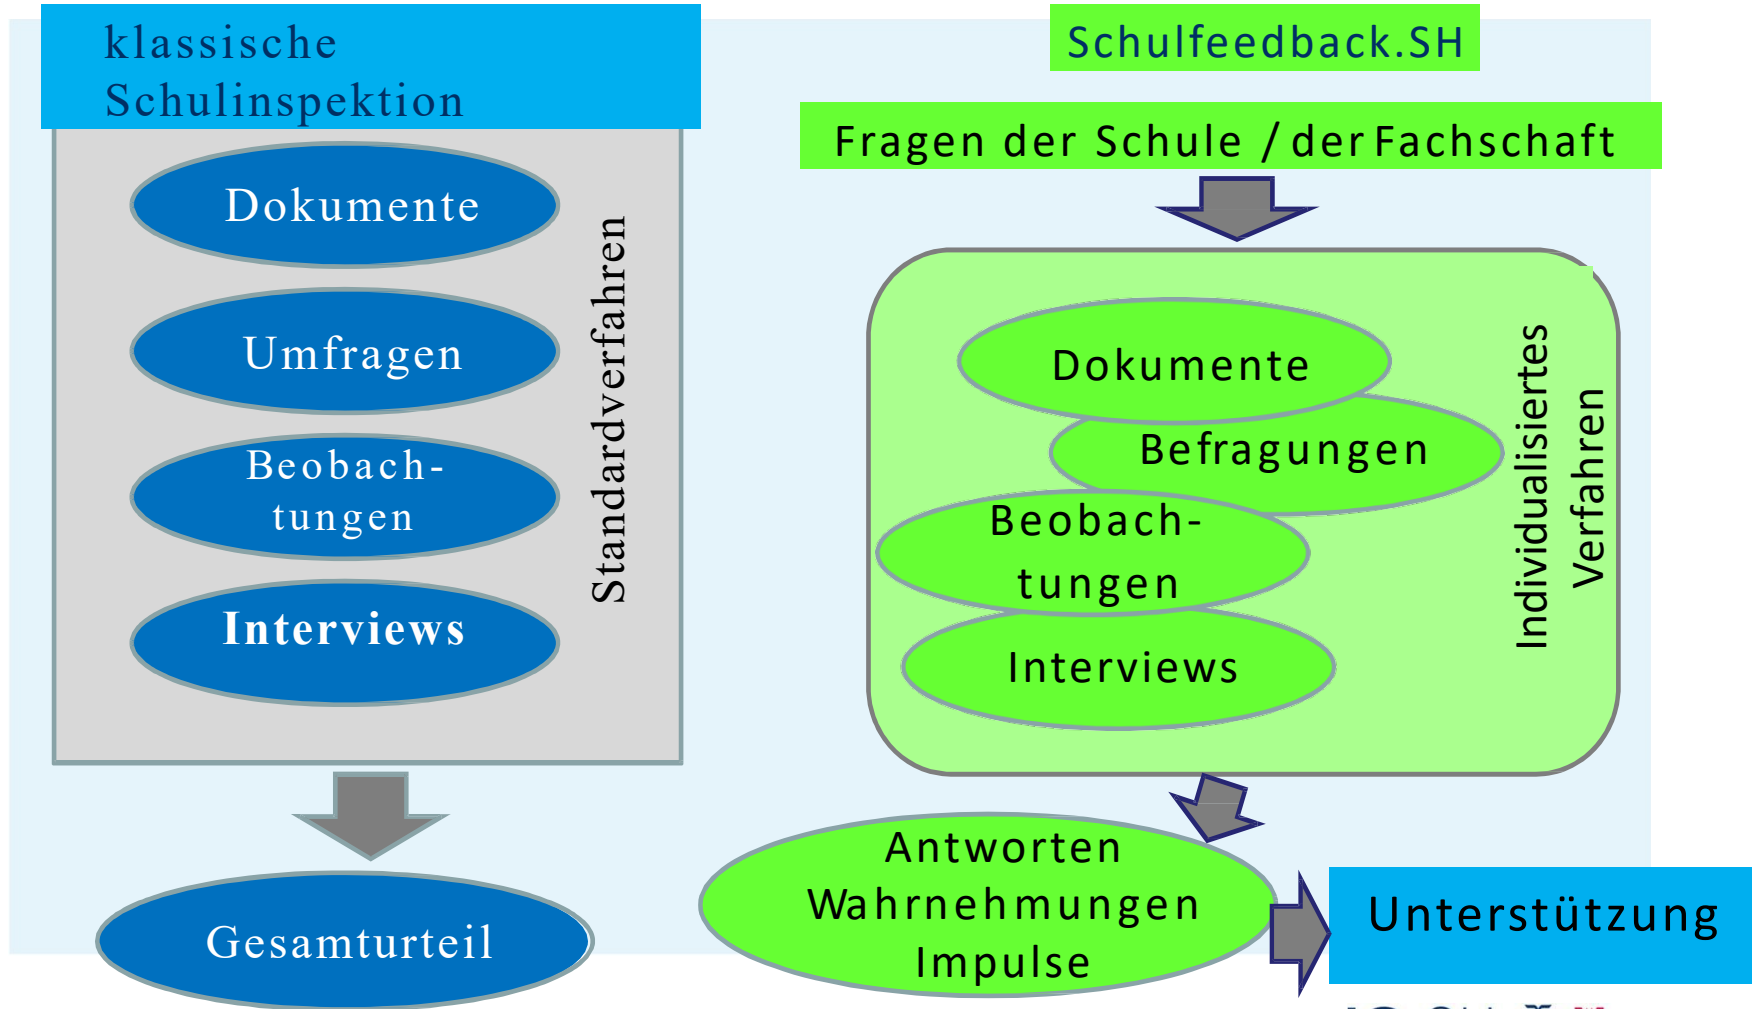 klassische
Schulinspektion
Dokumente
Umfragen
Beobach-
tungen
Interviews
Standardverfahren
Gesamturteil
Schulfeedback.SH
Fragen der Schule / der Fachschaft
Dokumente
Befragungen
Beobach-
tungen
Interviews
Individualisiertes
Verfahren
Antworten
Wahrnehmungen
Impulse
Unterstützung